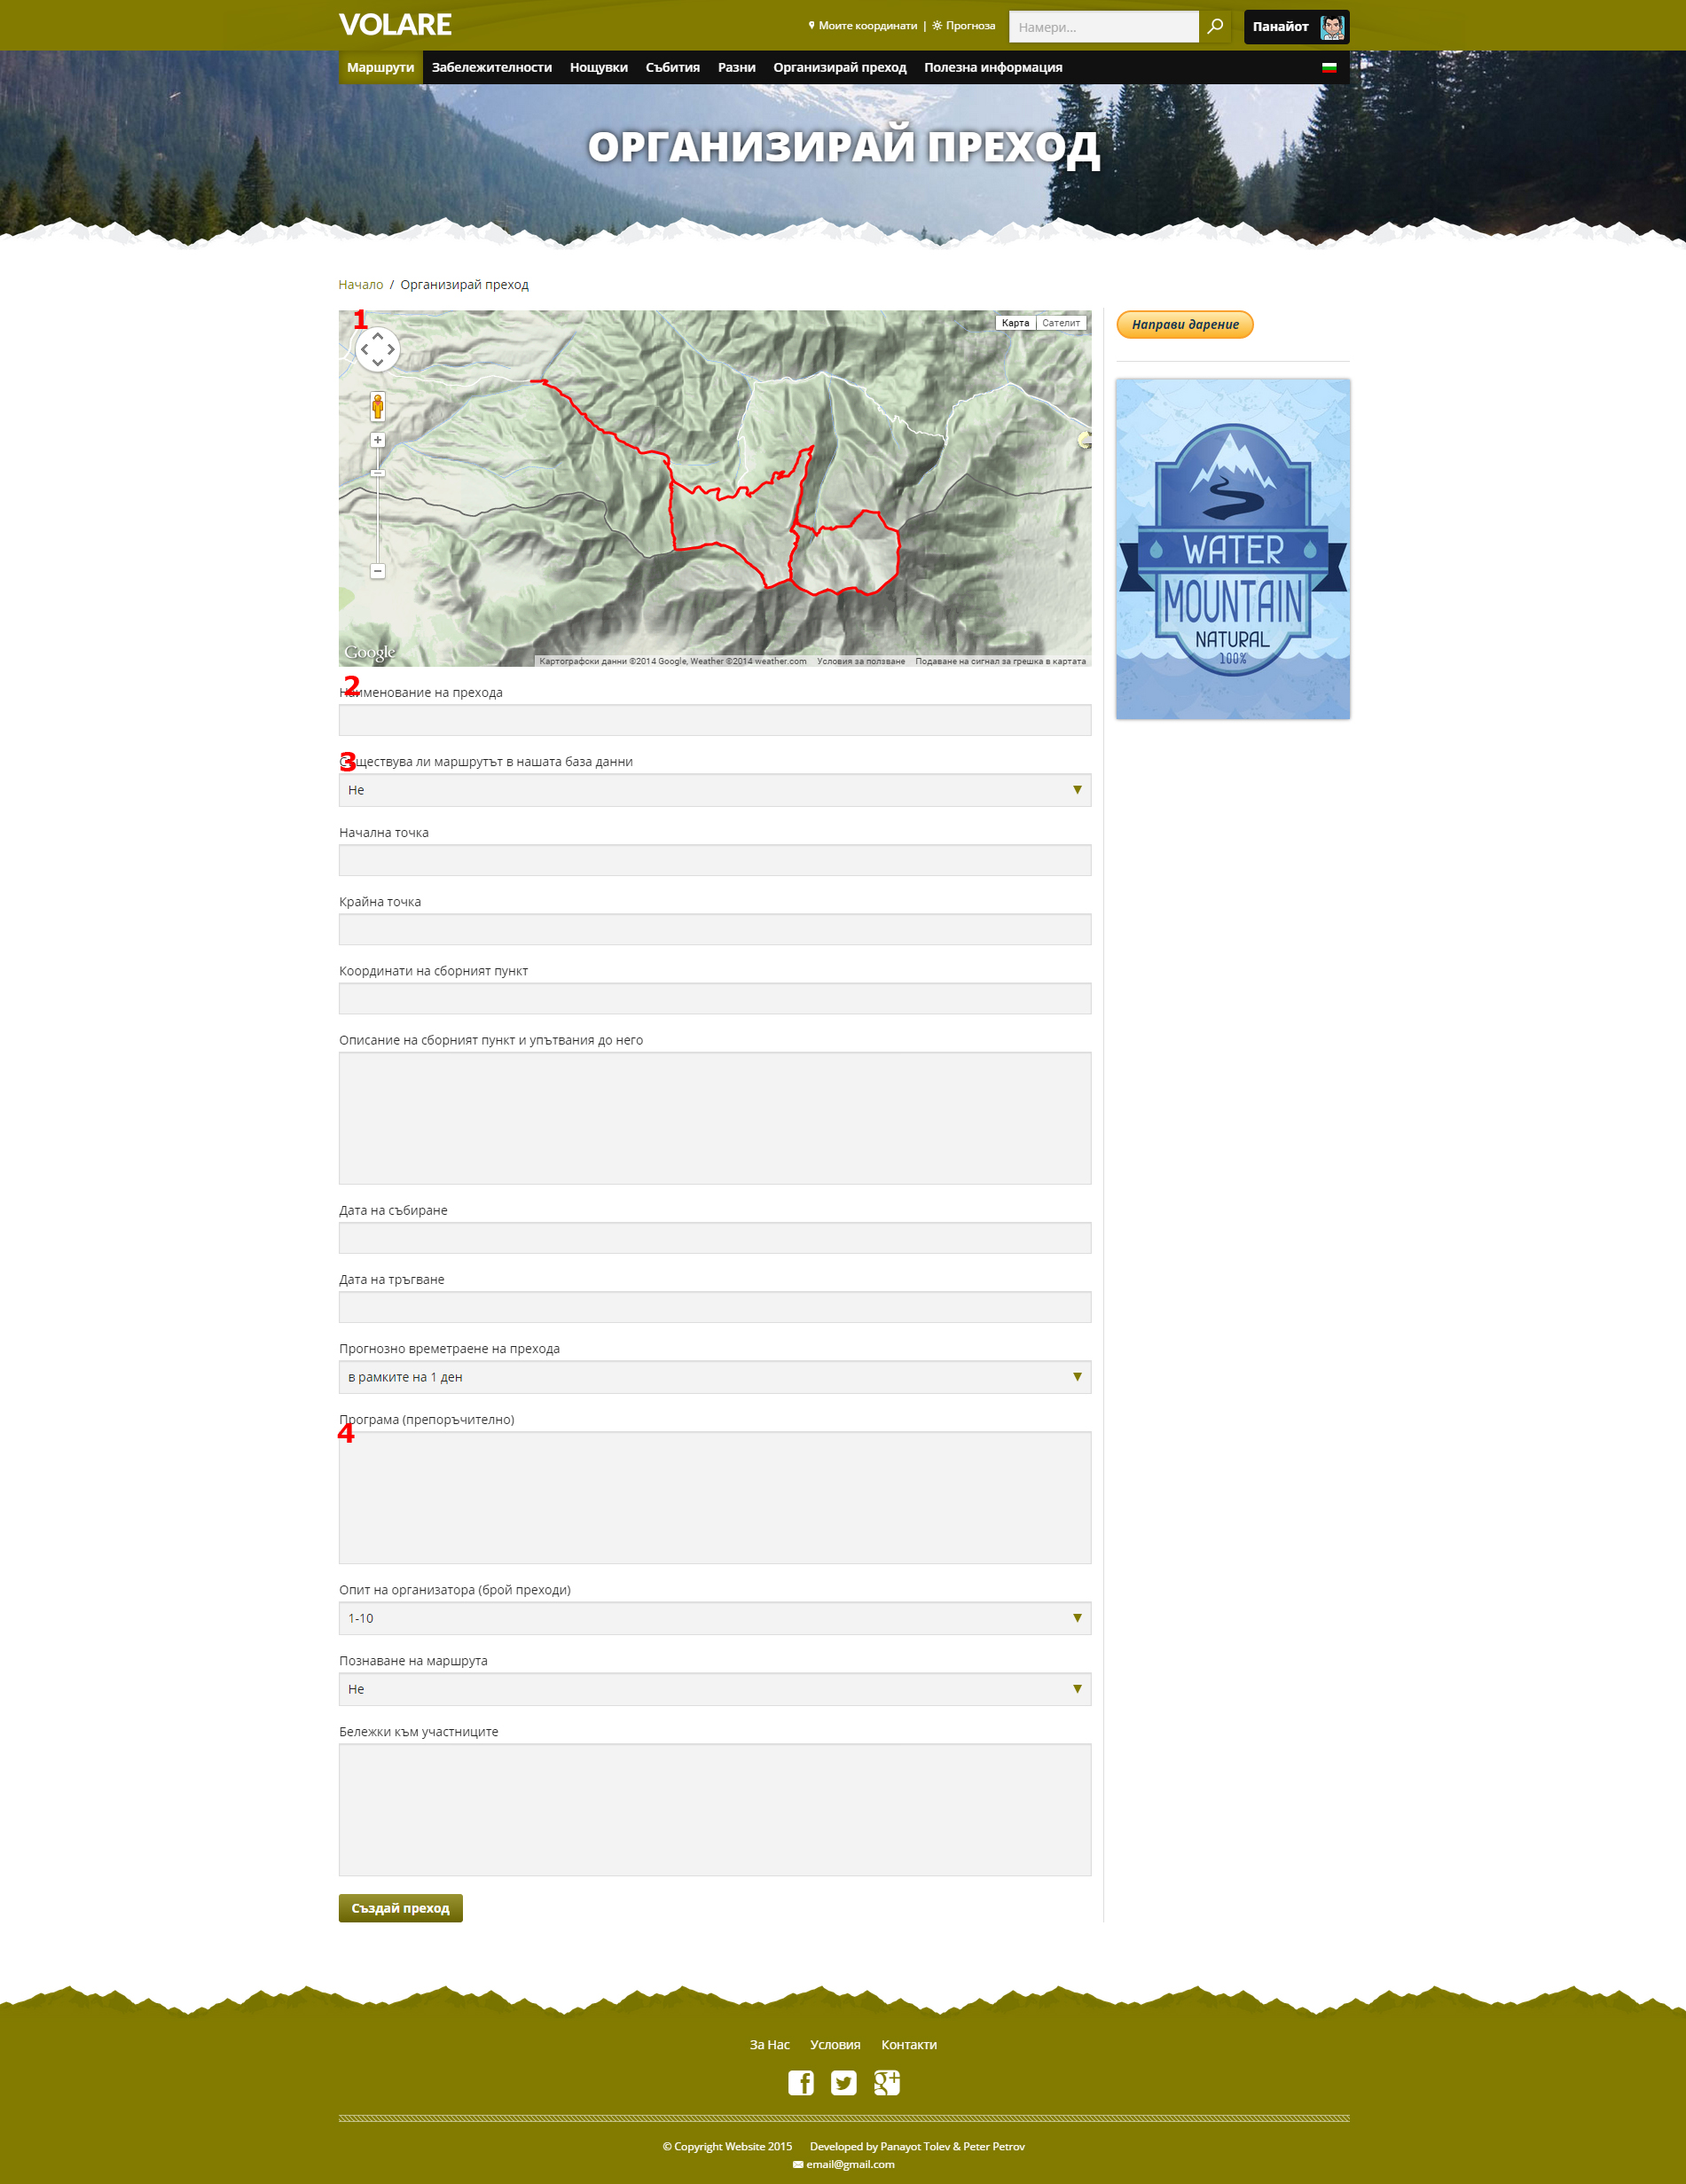 VOLARE
Моите координати | Прогноза
Намери...
Панайот
Маршрути Забележителности Нощувки Събития Разни Организирай преход Полезна информация
ОРГАНИЗИРАЙ ПРЕХОД
Начало / Организирай преход
1
Карта Сателит
Направи дарение
WATER
MOUNTAIN
NATURAL
100%
Google
Картографски данни ©2014 Google, Weather ©2014 weather.com Условия за ползване Подаване на сигнал за грешка в картата
2
Наименование на прехода
3
Съществува ли маршрутът в нашата база данни
Не
Начална точка
Крайна точка
Координати на сборният пункт
Описание на сборният пункт и упътвания до него
Дата на събиране
Дата на тръгване
Прогнозно времетраене на прехода
в рамките на 1 ден
Програма (препоръчително)
4
Опит на организатора (брой преходи)
1-10
Познаване на маршрута
Не
Бележки към участниците
Създай преход
За Нас Условия Контакти
© Copyright Website 2015 Developed by Panayot Tolev & Peter Petrov
email@gmail.com